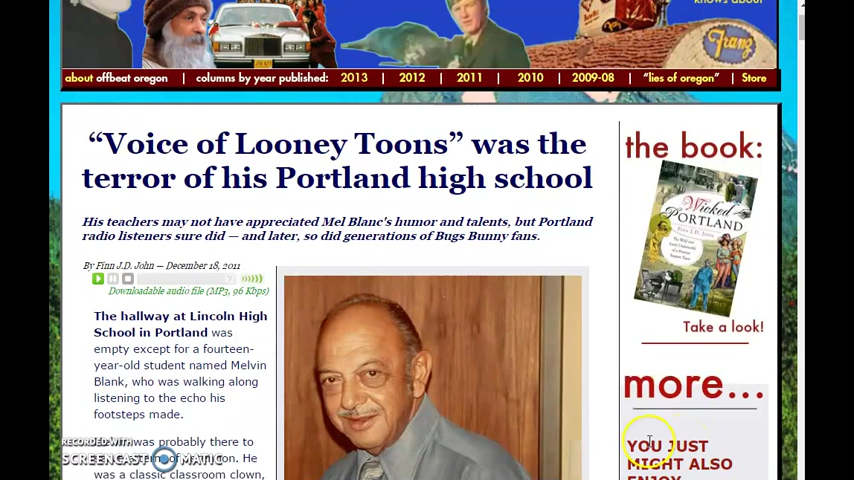 knows about
Franz
about offbeat oregon | columns by year published: 2013 | 2012 | 2011 | 2010 | 2009-08 | “lies of oregon” | Store
“Voice of Looney Toons” was the
terror of his Portland high school
His teachers may not have appreciated Mel Blanc's humor and talents, but Portland
radio listeners sure did — and later, so did generations of Bugs Bunny fans.
By Finn J.D. John — December 18, 2011
Downloadable audio file (MP3, 96 Kbps)
The hallway at Lincoln High
School in Portland was
empty except for a fourteen-
year-old student named Melvin
Blank, who was walking along
listening to the echo his
footsteps made.
was probably there to
He
was a classic classroom clown,
the book:
Wicked
PORTLAND
FINN J.D. JOHN
Take a look!
more...
YOU JUST
MIGHT ALSO
ENJOY
RECORDED WITH
SCREENCAST MATIC